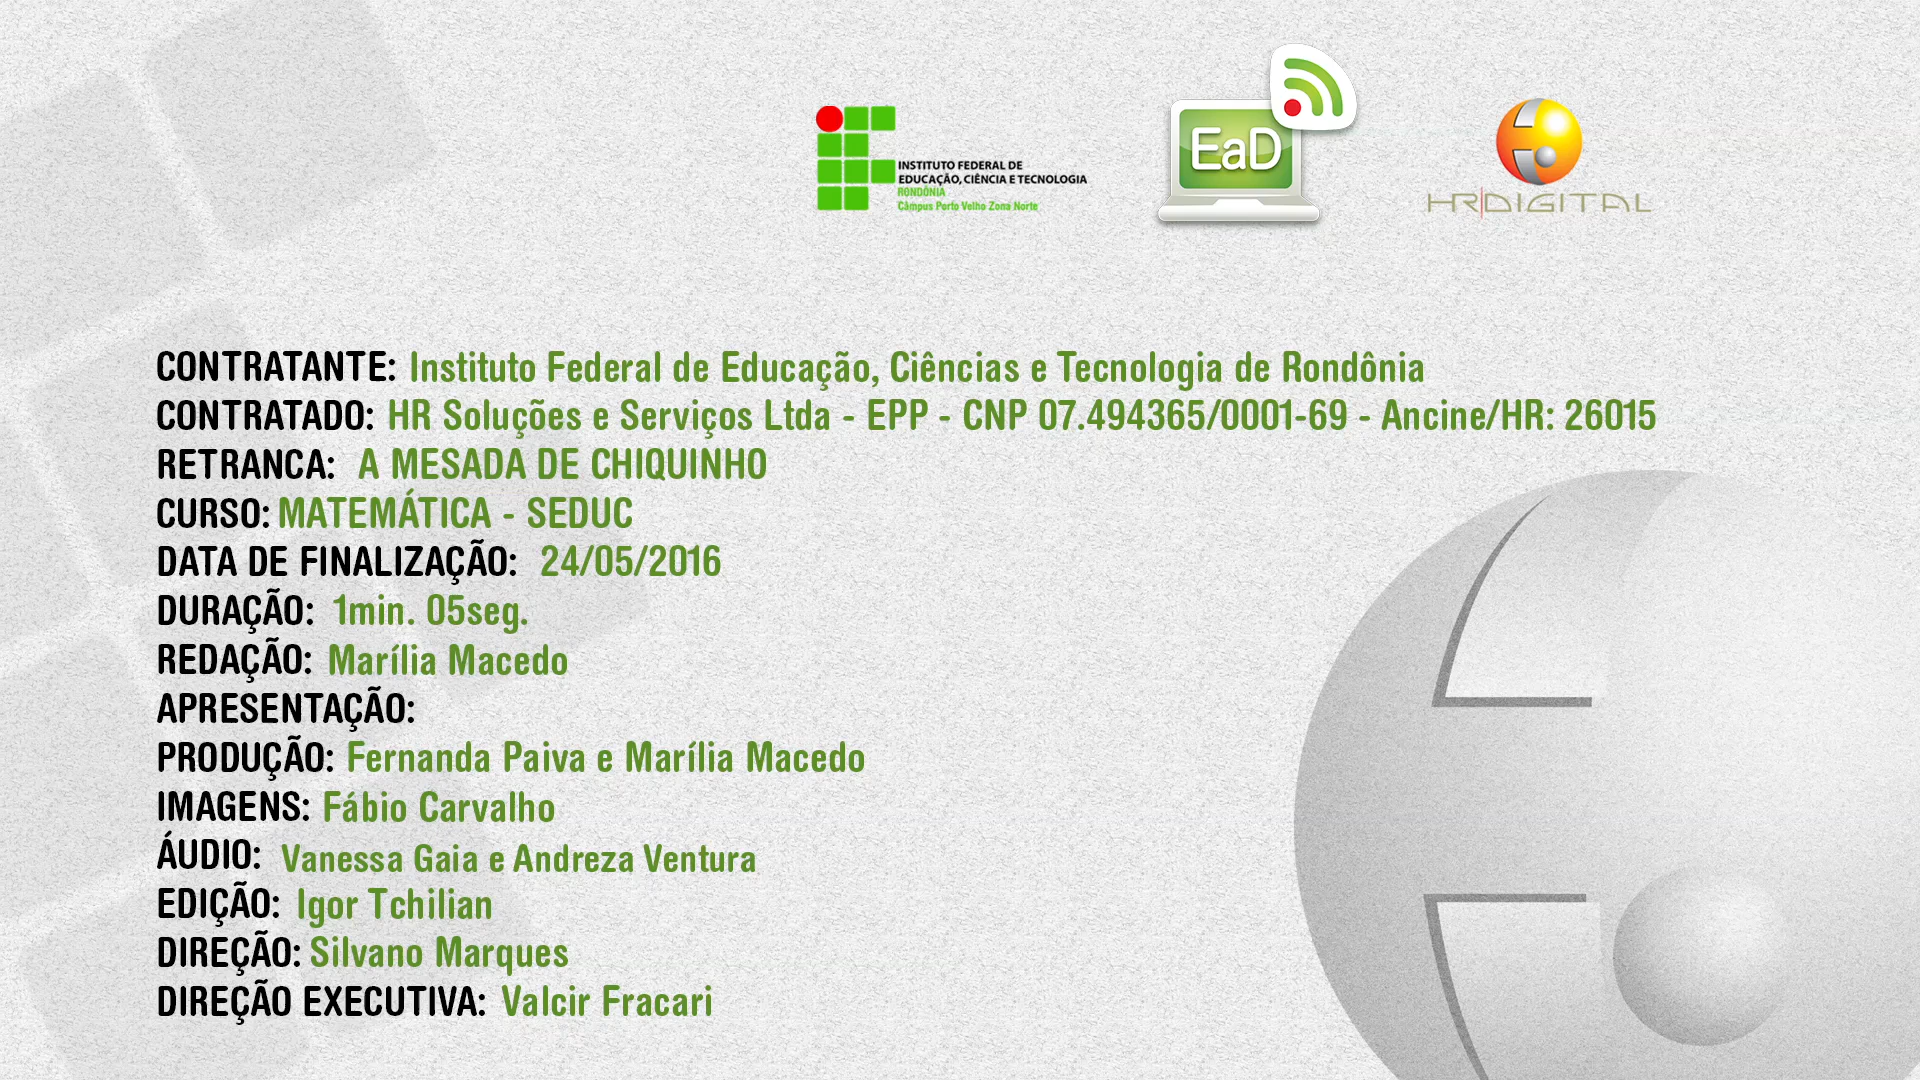 INSTITUTO FEDERAL DE
EDUCAÇÃO, CIÊNCIA E TECNOLOGIA
RONDÔNIA
Câmpus Porto Velho Zona Norte
EaD
HR|DIGITAL
CONTRATANTE: Instituto Federal de Educação, Ciências e Tecnologia de Rondônia
CONTRATADO: HR Soluções e Serviços Ltda - EPP - CNP 07.494365/0001-69 - Ancine/HR: 26015
RETRANCA: A MESADA DE CHIQUINHO
CURSO: MATEMÁTICA - SEDUC
DATA DE FINALIZAÇÃO: 24/05/2016
DURAÇÃO: 1min. 05seg.
REDAÇÃO: Marília Macedo
APRESENTAÇÃO:
PRODUÇÃO: Fernanda Paiva e Marília Macedo
IMAGENS: Fábio Carvalho
ÁUDIO: Vanessa Gaia e Andreza Ventura
EDIÇÃO: Igor Tchilian
DIREÇÃO: Silvano Marques
DIREÇÃO EXECUTIVA: Valcir Fracari